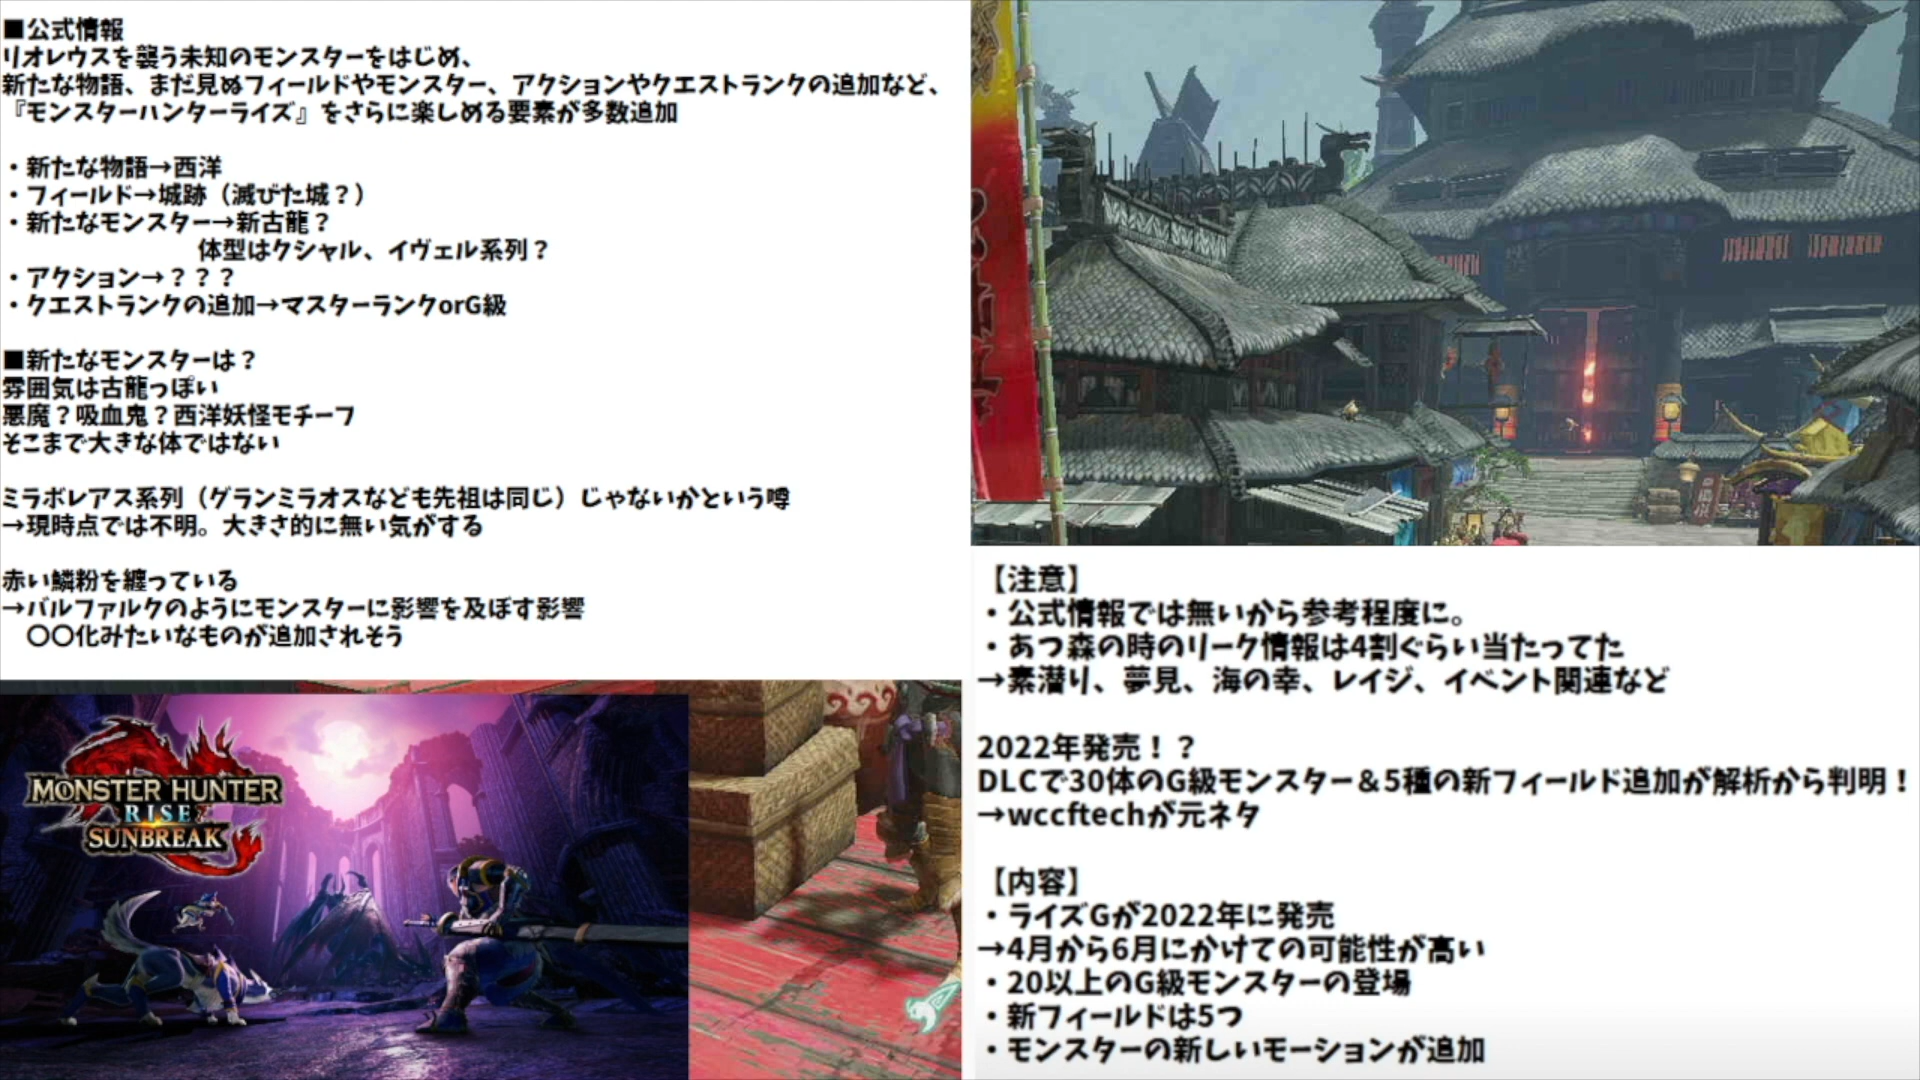 ■公式情報
リオレウスを襲う未知のモンスターをはじめ、
新たな物語、まだ見ぬフィールドやモンスター、アクションやクエストランクの追加など、
『モンスターハンターライズ』をさらに楽しめる要素が多数追加
・新たな物語→西洋
・フィールド→城跡（滅びた城？）
・新たなモンスター→新古龍？
体型はクシャル、イヴェル系列？
・アクション→？？？
・クエストランクの追加→マスターランクorG級
■新たなモンスターは？
雰囲気は古龍っぽい
悪魔？吸血鬼？西洋妖怪モチーフ
そこまで大きな体ではない
ミラボレアス系列（グランミラオスなども先祖は同じ）じゃないかという噂
→現時点では不明。大きさ的に無い気がする
赤い鱗粉を纏っている
→バルファルクのようにモンスターに影響を及ぼす影響
〇〇化みたいなものが追加されそう
MONSTER HUNTER
RISE
SUNBREAK
【注意】
・公式情報では無いから参考程度に。
・あつ森の時のリーク情報は4割ぐらい当たってた
→素潜り、夢見、海の幸、レイジ、イベント関連など
2022年発売！？
DLCで30体のG級モンスター＆5種の新フィールド追加が解析から判明！
→wccftechが元ネタ
【内容】
・ライズGが2022年に発売
→4月から6月にかけての可能性が高い
・20以上のG級モンスターの登場
・新フィールドは5つ
・モンスターの新しいモーションが追加